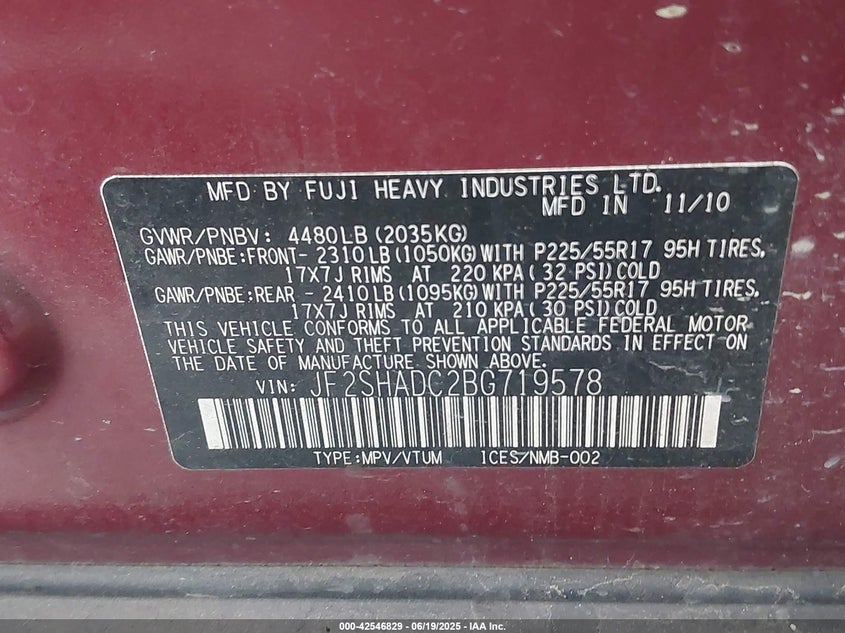 MFD BY FUJI HEAVY INDUSTRIES LTD.
MFD IN 11/10
GVWR/PNBV: 4480LB (2035KG)
GAWR/PNBE:FRONT- 2310LB (1050KG) WITH P225/55R17 95H TIRES,
17X7J RIMS AT 220 KPA ( 32 PSI) COLD
GAWR/PNBE:REAR - 2410LB (1095KG) WITH P225/55R17 95H TIRES,
17X7J RIMS AT 210 KPA ( 30 PSI) COLD
THIS VEHICLE CONFORMS TO ALL APPLICABLE FEDERAL MOTOR
VEHICLE SAFETY AND THEFT PREVENTION STANDARDS IN EFFECT ON
THE DATE OF MANUFACTURE SHOWN ABOVE.
VIN: JF2SHADC2BG719578
TYPE:MPV/VTUM 1CES/NMB-002
000-42546829 - 06/19/2025 - IAA Inc.